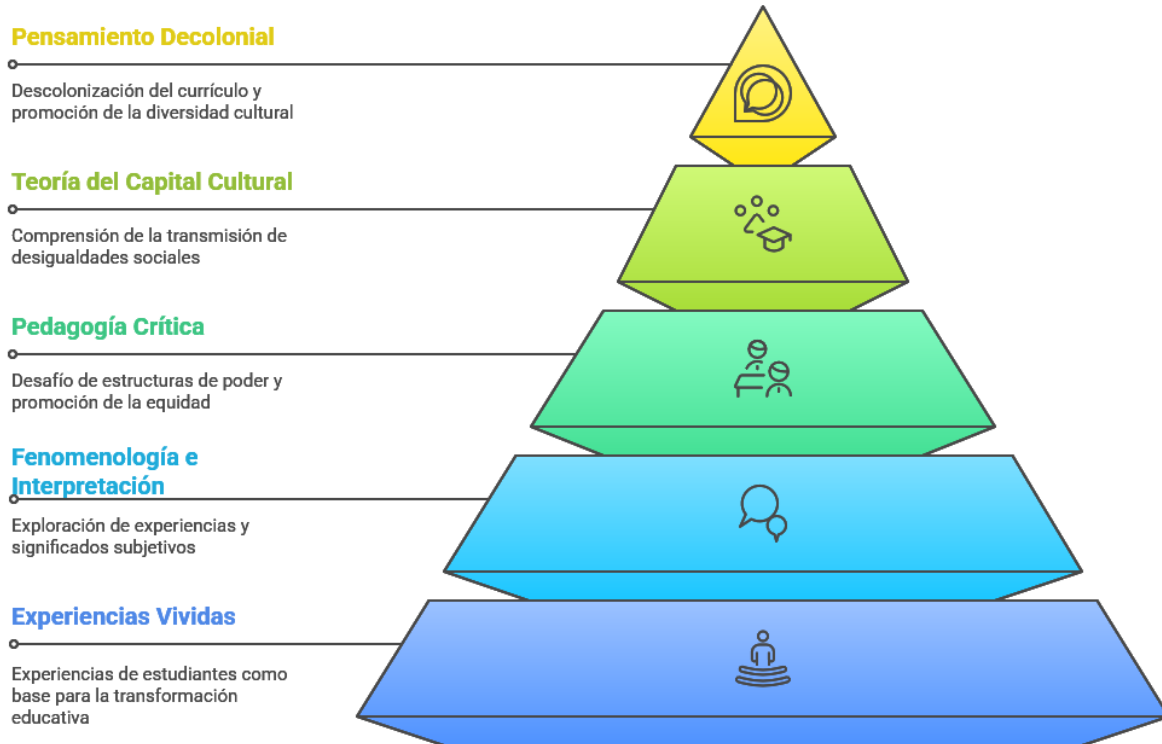 Pensamiento Decolonial
Descolonización del currículo y
promoción de la diversidad cultural
Teoría del Capital Cultural
Comprensión de la transmisión de
desigualdades sociales
Pedagogía Crítica
Desafío de estructuras de poder y
promoción de la equidad
Fenomenología e
Interpretación
Exploración de experiencias y
significados subjetivos
Experiencias Vividas
Experiencias de estudiantes como
base para la transformación
educativa